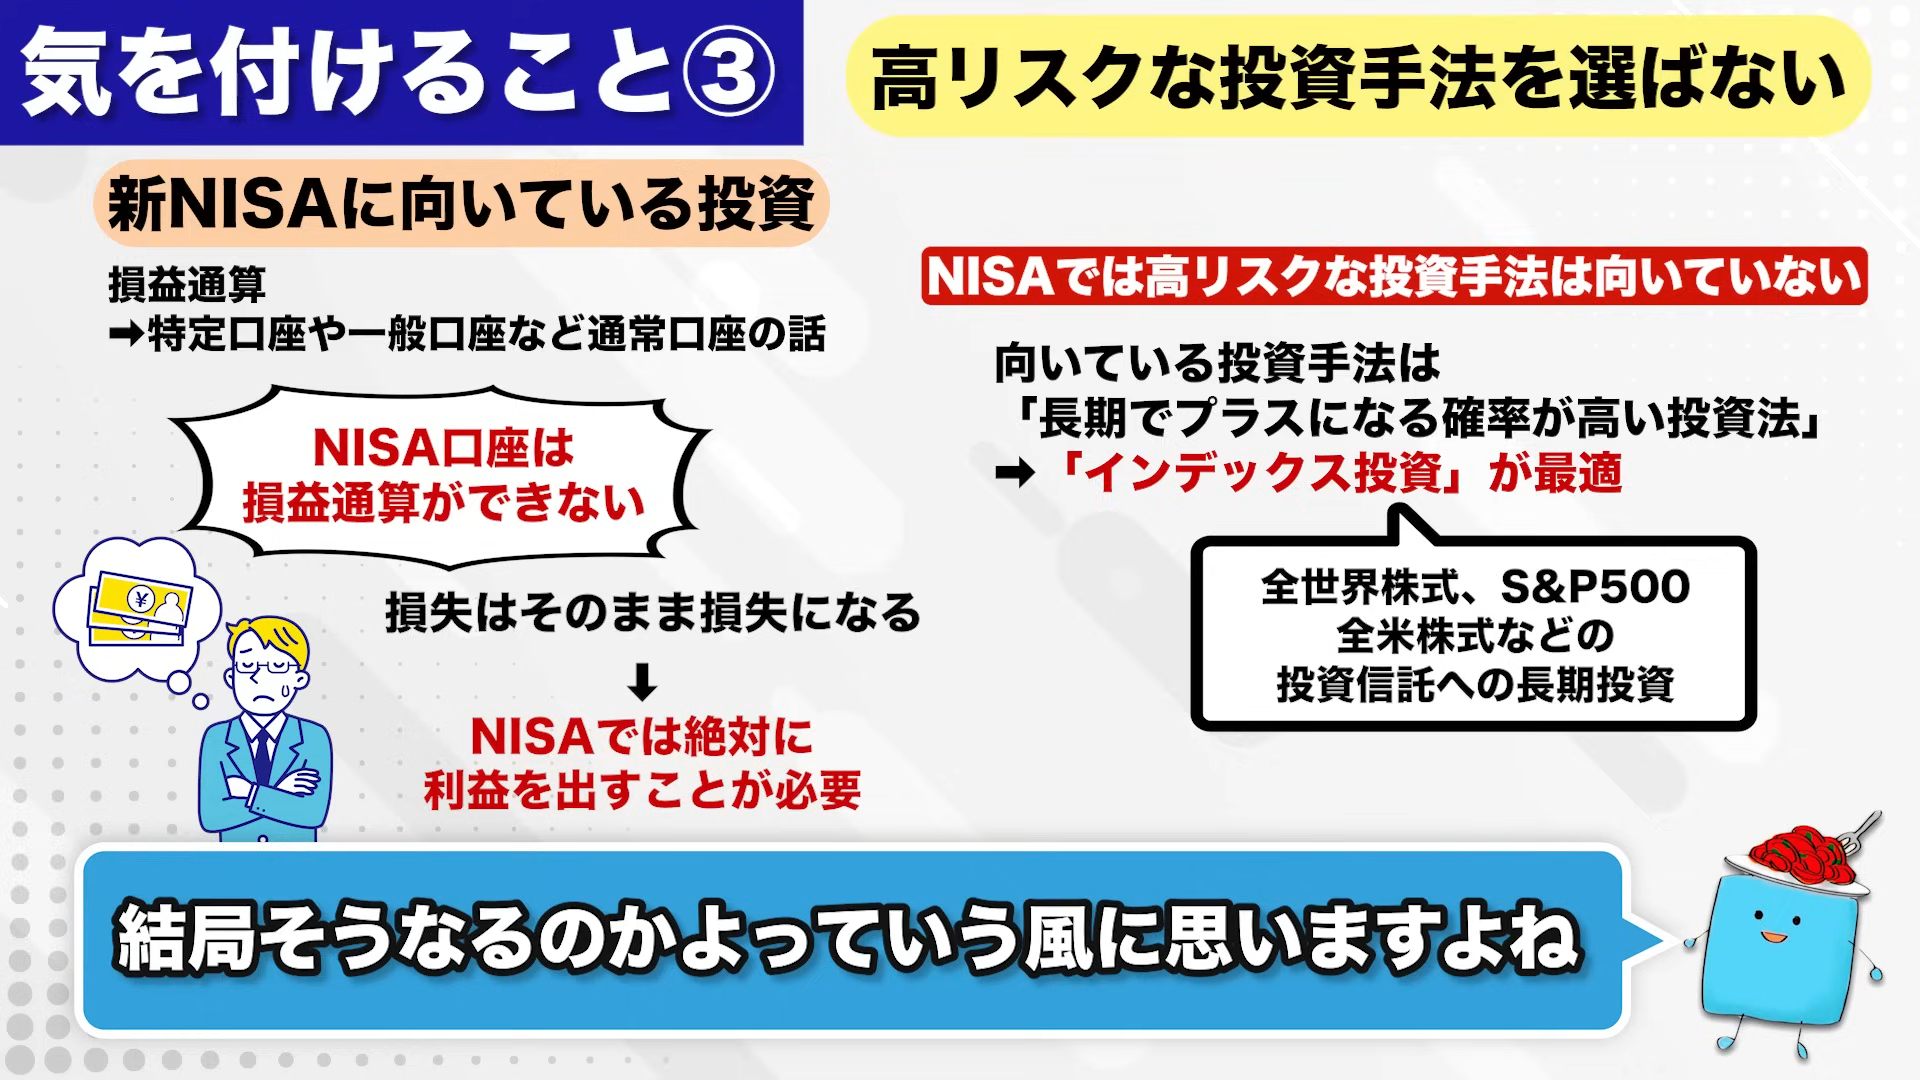 気を付けること③
高リスクな投資手法を選ばない
新NISAに向いている投資
損益通算
➡特定口座や一般口座など通常口座の話
NISA口座は
損益通算ができない
¥
損失はそのまま損失になる
⬇
NISAでは絶対に
利益を出すことが必要
NISAでは高リスクな投資手法は向いていない
向いている投資手法は
「長期でプラスになる確率が高い投資法」
➡「インデックス投資」が最適
全世界株式、S&P500
全米株式などの
投資信託への長期投資
結局そうなるのかよっていう風に思いますよね